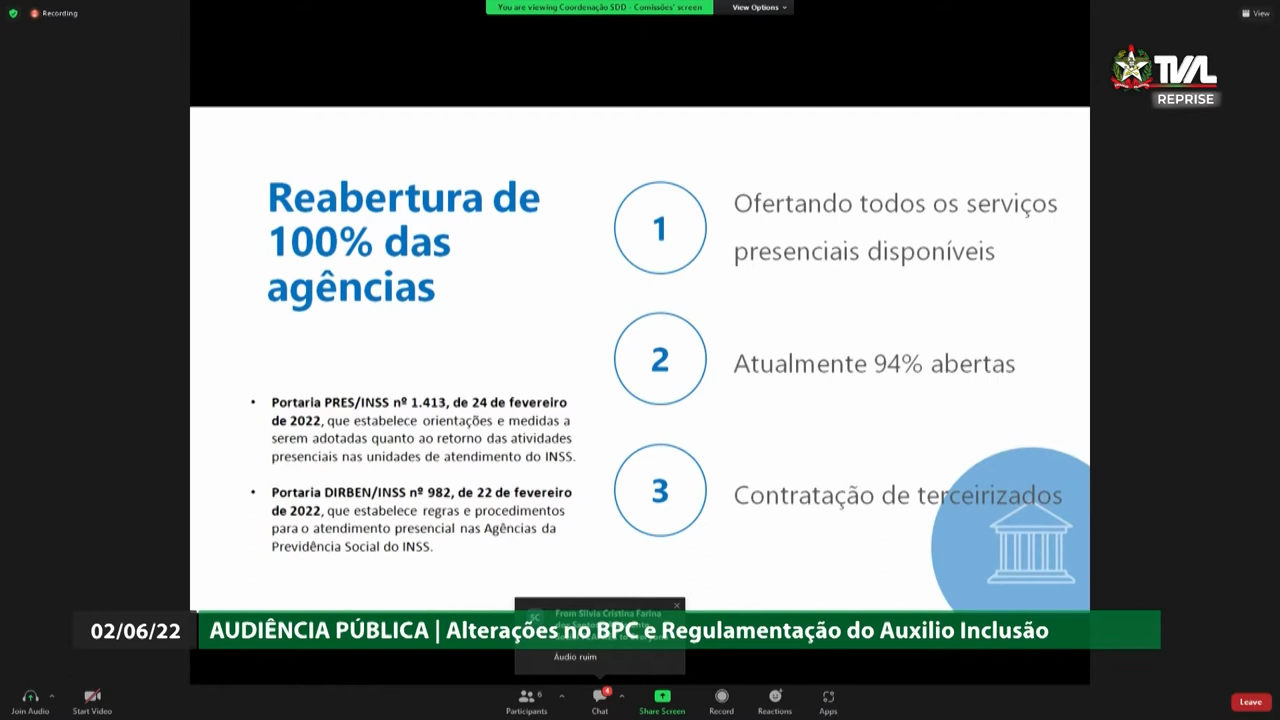 Recording
You are viewing Coordenação SDD - Comissões' screen
View Options
View
TVAL
REPRISE
Reabertura de
100% das
agências
1
Ofertando todos os serviços
presenciais disponíveis
2
Atualmente 94% abertas
3
Contratação de terceirizados
• Portaria PRES/INSS nº 1.413, de 24 de fevereiro
de 2022, que estabelece orientações e medidas a
serem adotadas quanto ao retorno das atividades
presenciais nas unidades de atendimento do INSS.
• Portaria DIRBEN/INSS nº 982, de 22 de fevereiro
de 2022, que estabelece regras e procedimentos
para o atendimento presencial nas Agências da
Previdência Social do INSS.
SC
From Silvia Cristina Farina
02/06/22
AUDIÊNCIA PÚBLICA | Alterações no BPC e Regulamentação do Auxilio Inclusão
Áudio ruim
Join Audio
Start Video
6
Participants
4
Chat
Share Screen
Record
Reactions
Apps
Leave